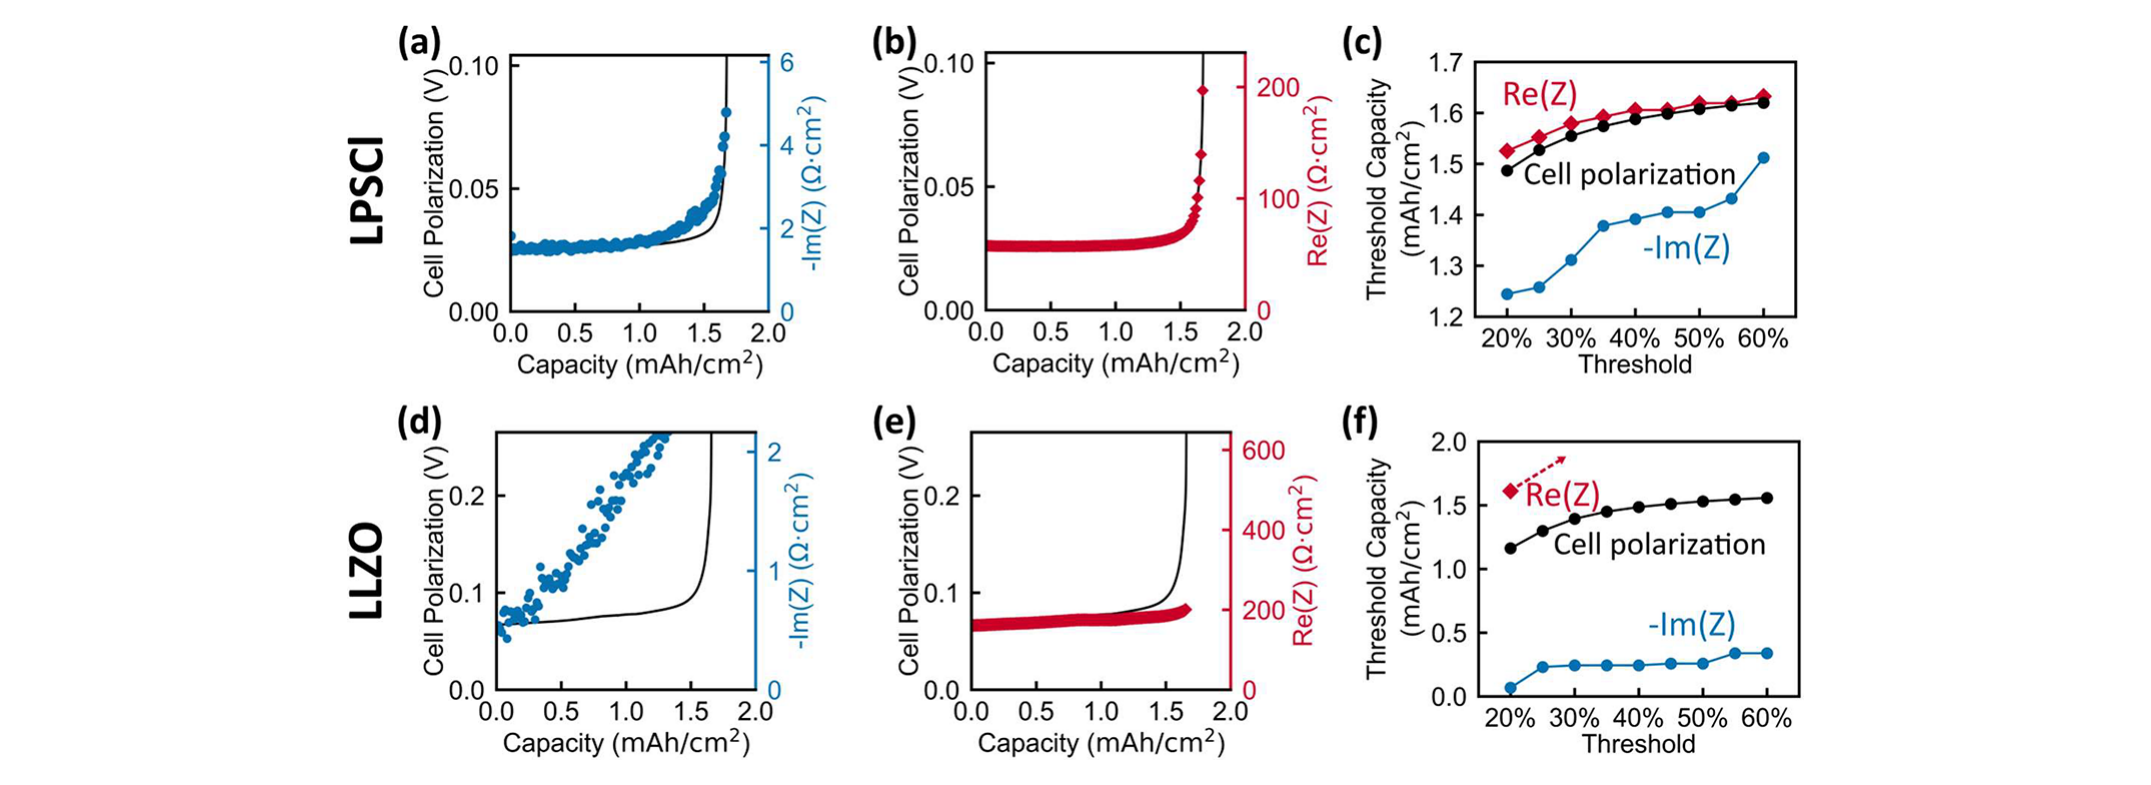 LPSCl
(a)
Cell Polarization (V)
0.10
0.05
0.00
0.0 0.5 1.0 1.5 2.0
Capacity (mAh/cm²)
6
4
2
0
-Im(Z) (Ω·cm²)
(b)
Cell Polarization (V)
0.10
0.05
0.00
0.0 0.5 1.0 1.5 2.0
Capacity (mAh/cm²)
200
100
0
Re(Z) (Ω·cm²)
(c)
Threshold Capacity
(mAh/cm²)
1.7
1.6
1.5
1.4
1.3
1.2
Re(Z)
Cell polarization
-Im(Z)
20% 30% 40% 50% 60%
Threshold
LLZO
(d)
Cell Polarization (V)
0.2
0.1
0.0
0.0 0.5 1.0 1.5 2.0
Capacity (mAh/cm²)
2
1
0
-Im(Z) (Ω·cm²)
(e)
Cell Polarization (V)
0.2
0.1
0.0
0.0 0.5 1.0 1.5 2.0
Capacity (mAh/cm²)
600
400
200
0
Re(Z) (Ω·cm²)
(f)
Threshold Capacity
(mAh/cm²)
2.0
1.5
1.0
0.5
0.0
Re(Z)
Cell polarization
-Im(Z)
20% 30% 40% 50% 60%
Threshold